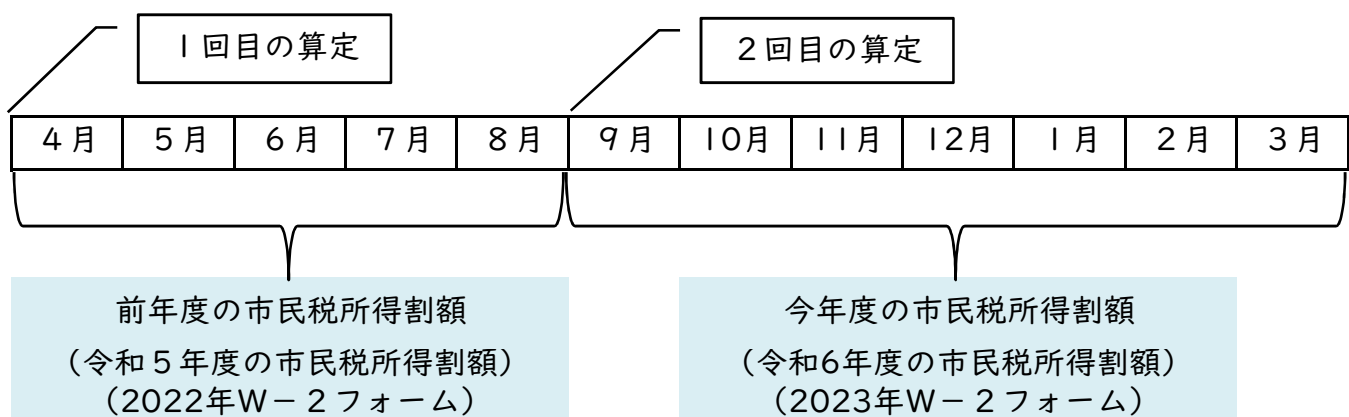 1回目の算定
2回目の算定
4月 5月 6月 7月 8月 9月 10月 11月 12月 1月 2月 3月
前年度の市民税所得割額
(令和5年度の市民税所得割額)
(2022年W-2フォーム)
今年度の市民税所得割額
(令和6年度の市民税所得割額)
(2023年W-2フォーム)